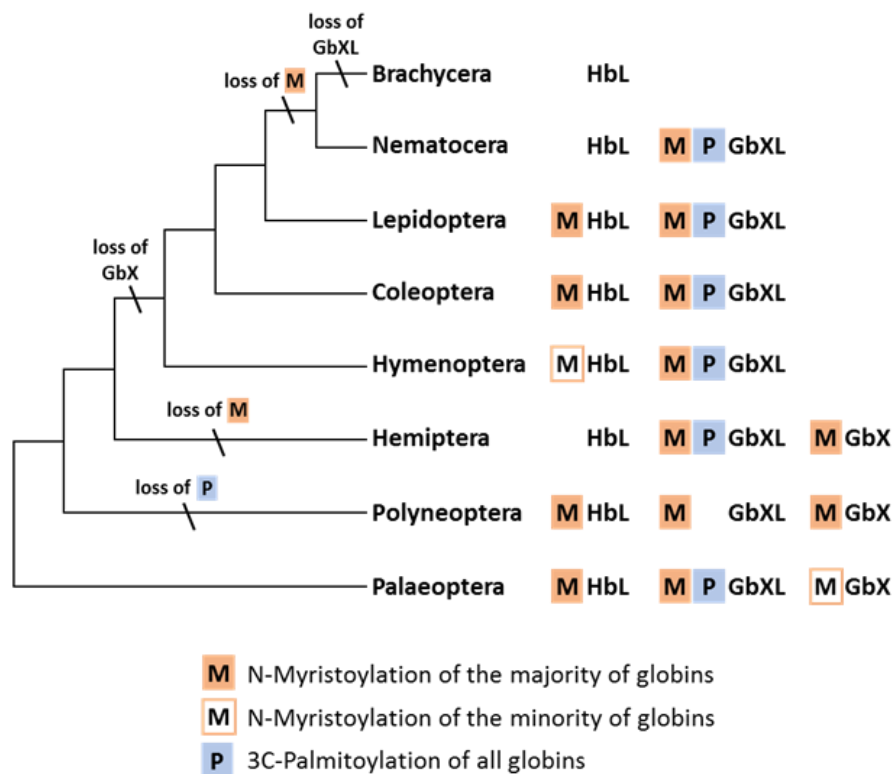 loss of
GbXL
loss of M
Brachycera HbL
Nematocera HbL M P GbXL
Lepidoptera M HbL M P GbXL
loss of
GbX
Coleoptera M HbL M P GbXL
Hymenoptera M HbL M P GbXL
loss of M
Hemiptera HbL M P GbXL M GbX
loss of P
Polyneoptera M HbL M GbXL M GbX
Palaeoptera M HbL M P GbXL M GbX
M N-Myristoylation of the majority of globins
M N-Myristoylation of the minority of globins
P 3C-Palmitoylation of all globins